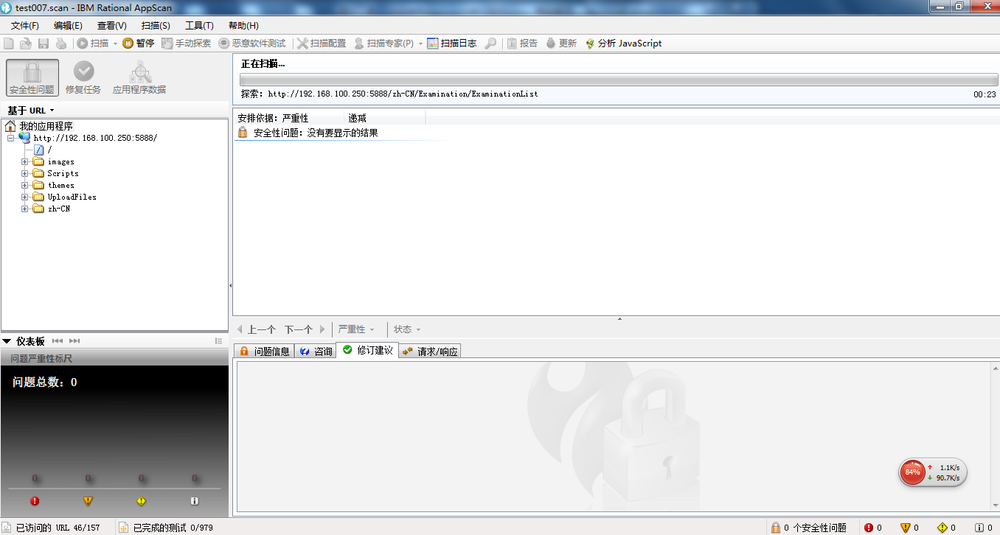 test007.scan - IBM Rational AppScan
文件(F) 编辑(E) 查看(V) 扫描(S) 工具(T) 帮助(H)
扫描 暂停 手动探索 恶意软件测试 扫描配置 扫描专家(P) 扫描日志 报告 更新 分析 JavaScript
安全性问题 修复任务 应用程序数据
正在扫描...
探索: http://192.168.100.250:5888/zh-CN/Examination/ExaminationList 00:23
基于 URL
我的应用程序
http://192.168.100.250:5888/
/
images
Scripts
themes
UploadFiles
zh-CN
安排依据: 严重性 递减
安全性问题: 没有要显示的结果
上一个 下一个 严重性 状态
仪表板
问题严重性标尺
问题总数: 0
0 0 0 0
问题信息 咨询 修订建议 请求/响应
84% 1.1K/s
90.7K/s
已访问的 URL 46/157 已完成的测试 0/979 0 个安全性问题 0 0 0 0